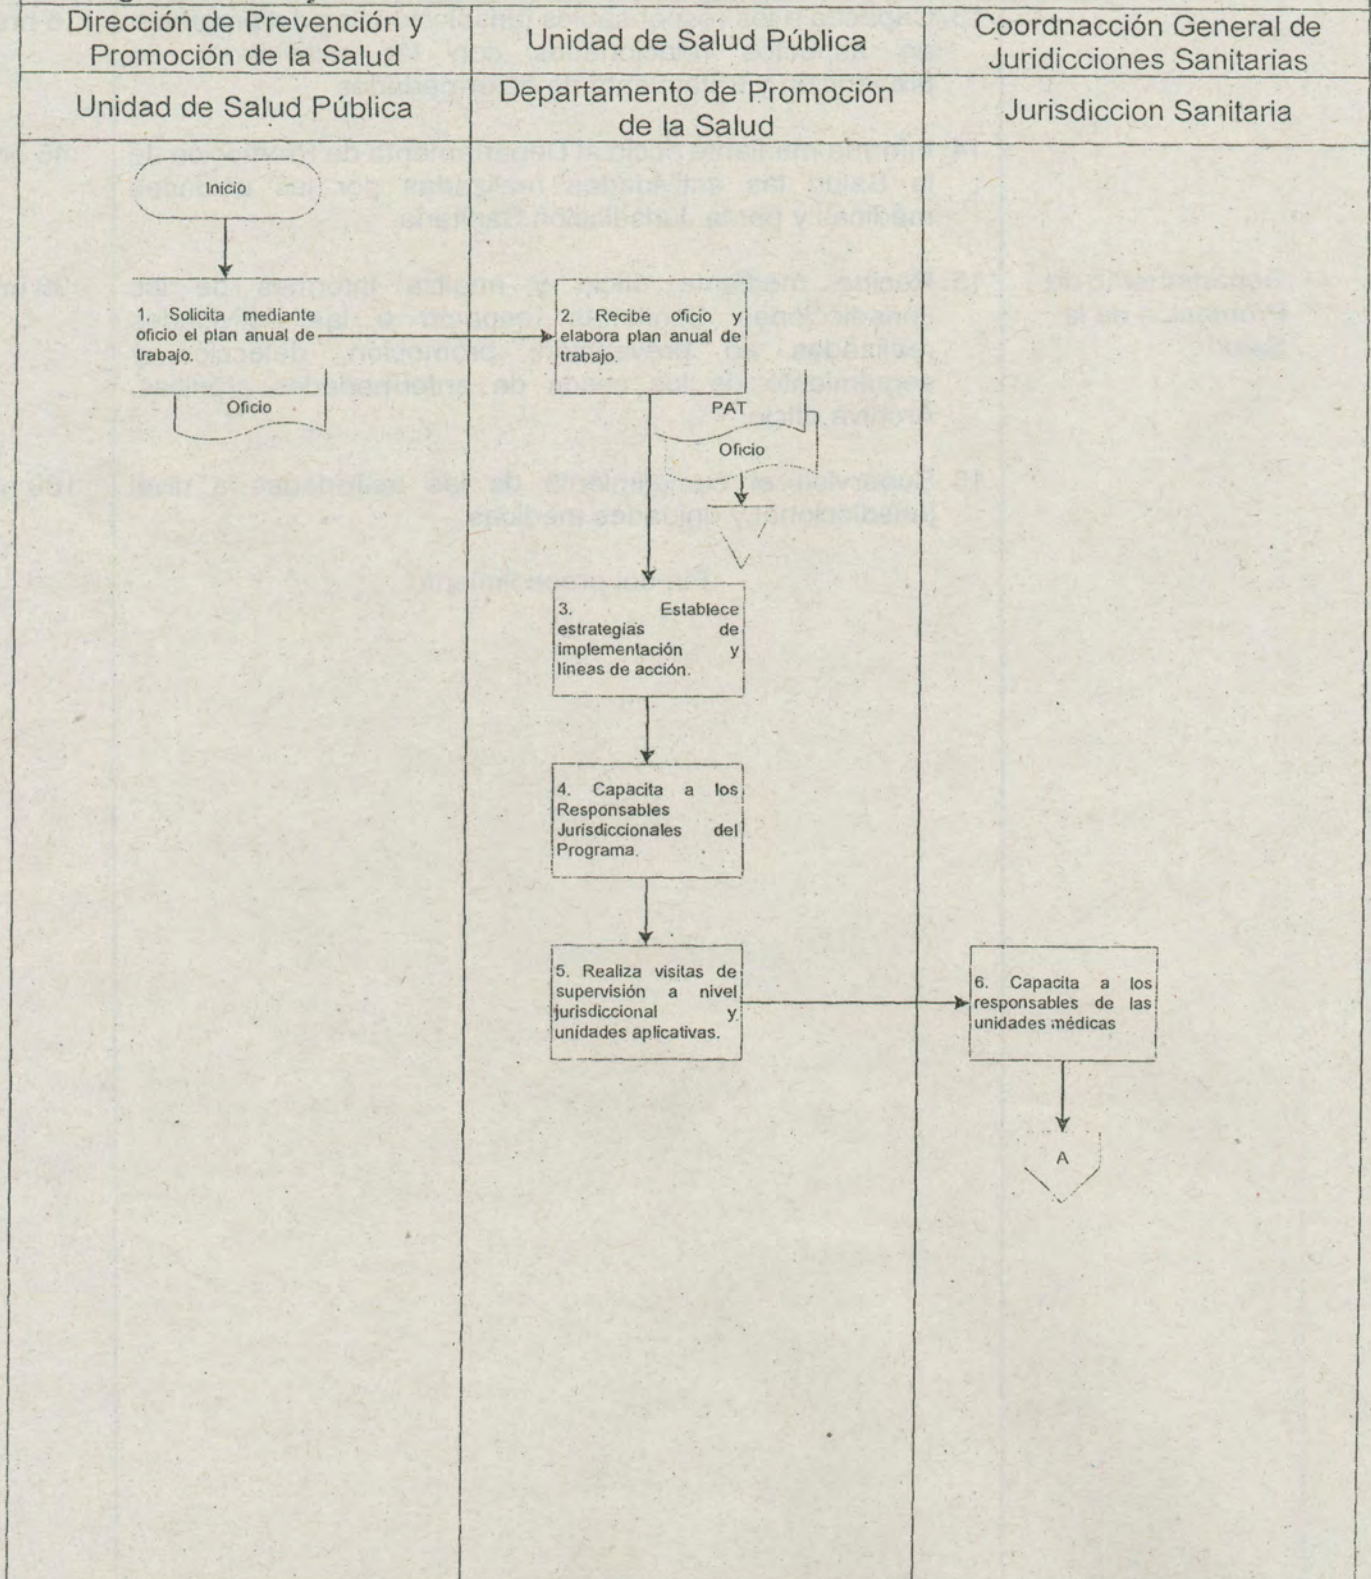 Dirección de Prevención y
Promoción de la Salud
Unidad de Salud Pública
Coordnacción General de
Juridicciones Sanitarias
Unidad de Salud Pública
Departamento de Promoción
de la Salud
Jurisdiccion Sanitaria
Inicio
1. Solicita mediante
oficio el plan anual de
trabajo.
Oficio
2. Recibe oficio y
elabora plan anual de
trabajo.
PAT
Oficio
3. Establece
estrategias de
implementación y
líneas de acción.
4. Capacita a los
Responsables
Jurisdiccionales del
Programa.
5. Realiza visitas de
supervisión a nivel
jurisdiccional y
unidades aplicativas.
6. Capacita a los
responsables de las
unidades médicas
A